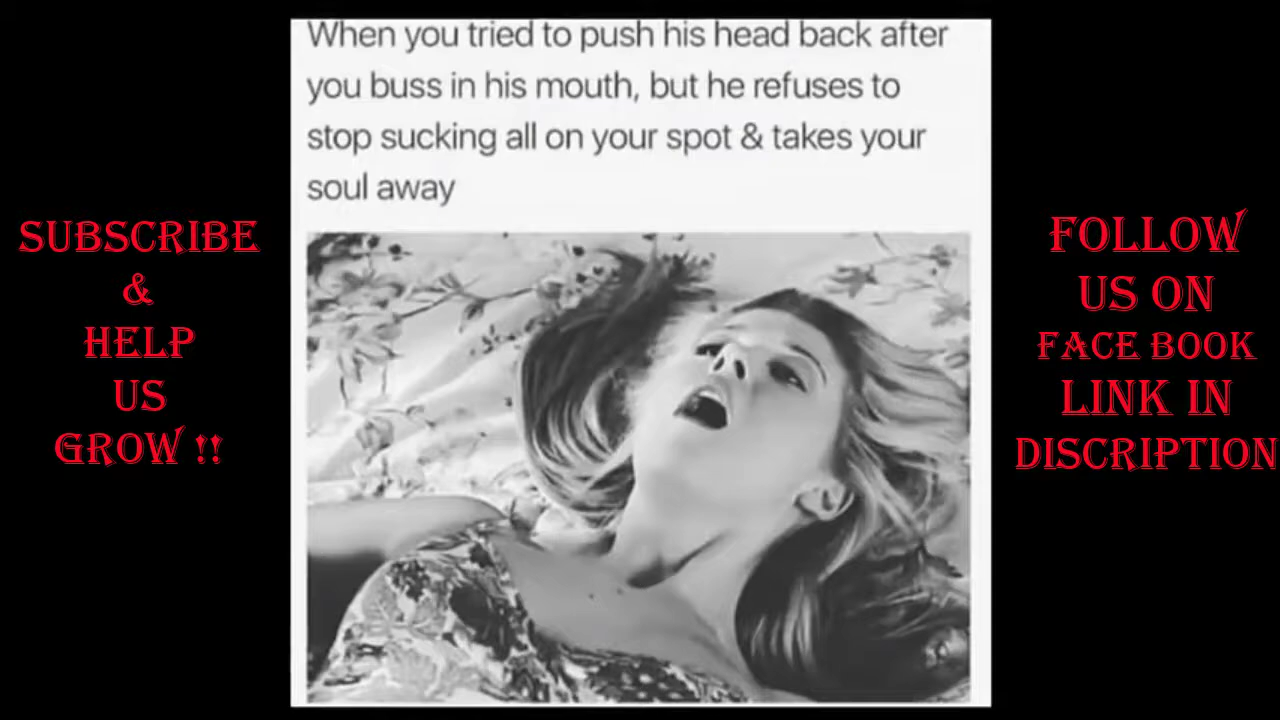 When you tried to push his head back after
you buss in his mouth, but he refuses to
stop sucking all on your spot & takes your
soul away
SUBSCRIBE
&
HELP
US
GROW !!
FOLLOW
US ON
FACE BOOK
LINK IN
DISCRIPTION